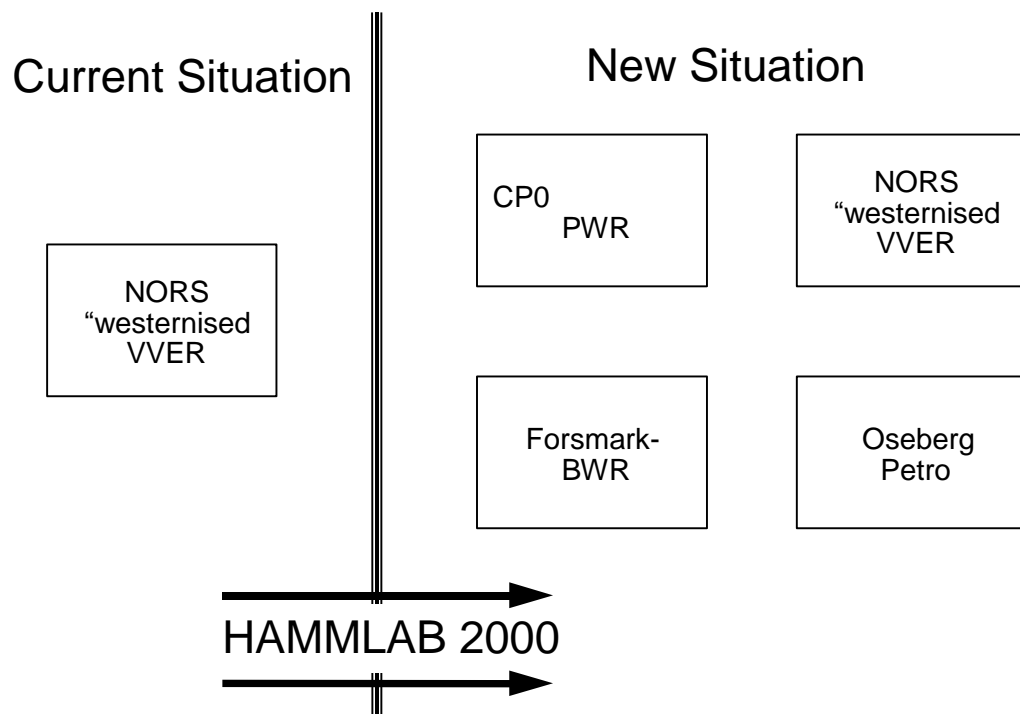 Current Situation
New Situation
NORS
“westernised
VVER
CP0
PWR
NORS
“westernised
VVER
Forsmark-
BWR
Oseberg
Petro
HAMMLAB 2000